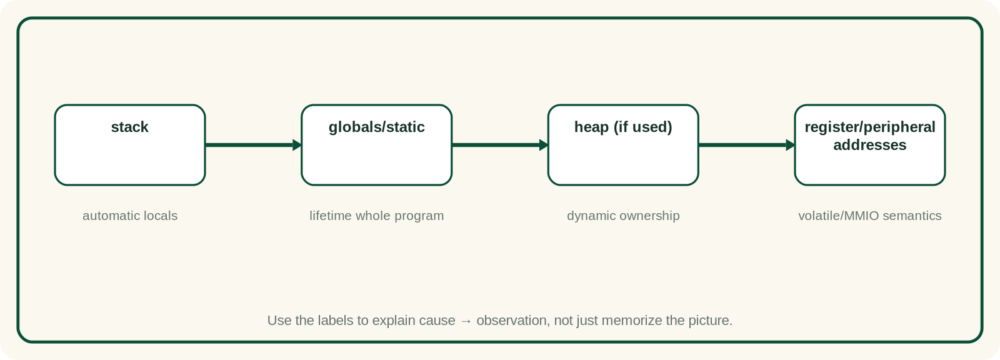 stack
globals/static
heap (if used)
register/peripheral
addresses
automatic locals
lifetime whole program
dynamic ownership
volatile/MMIO semantics
Use the labels to explain cause → observation, not just memorize the picture.